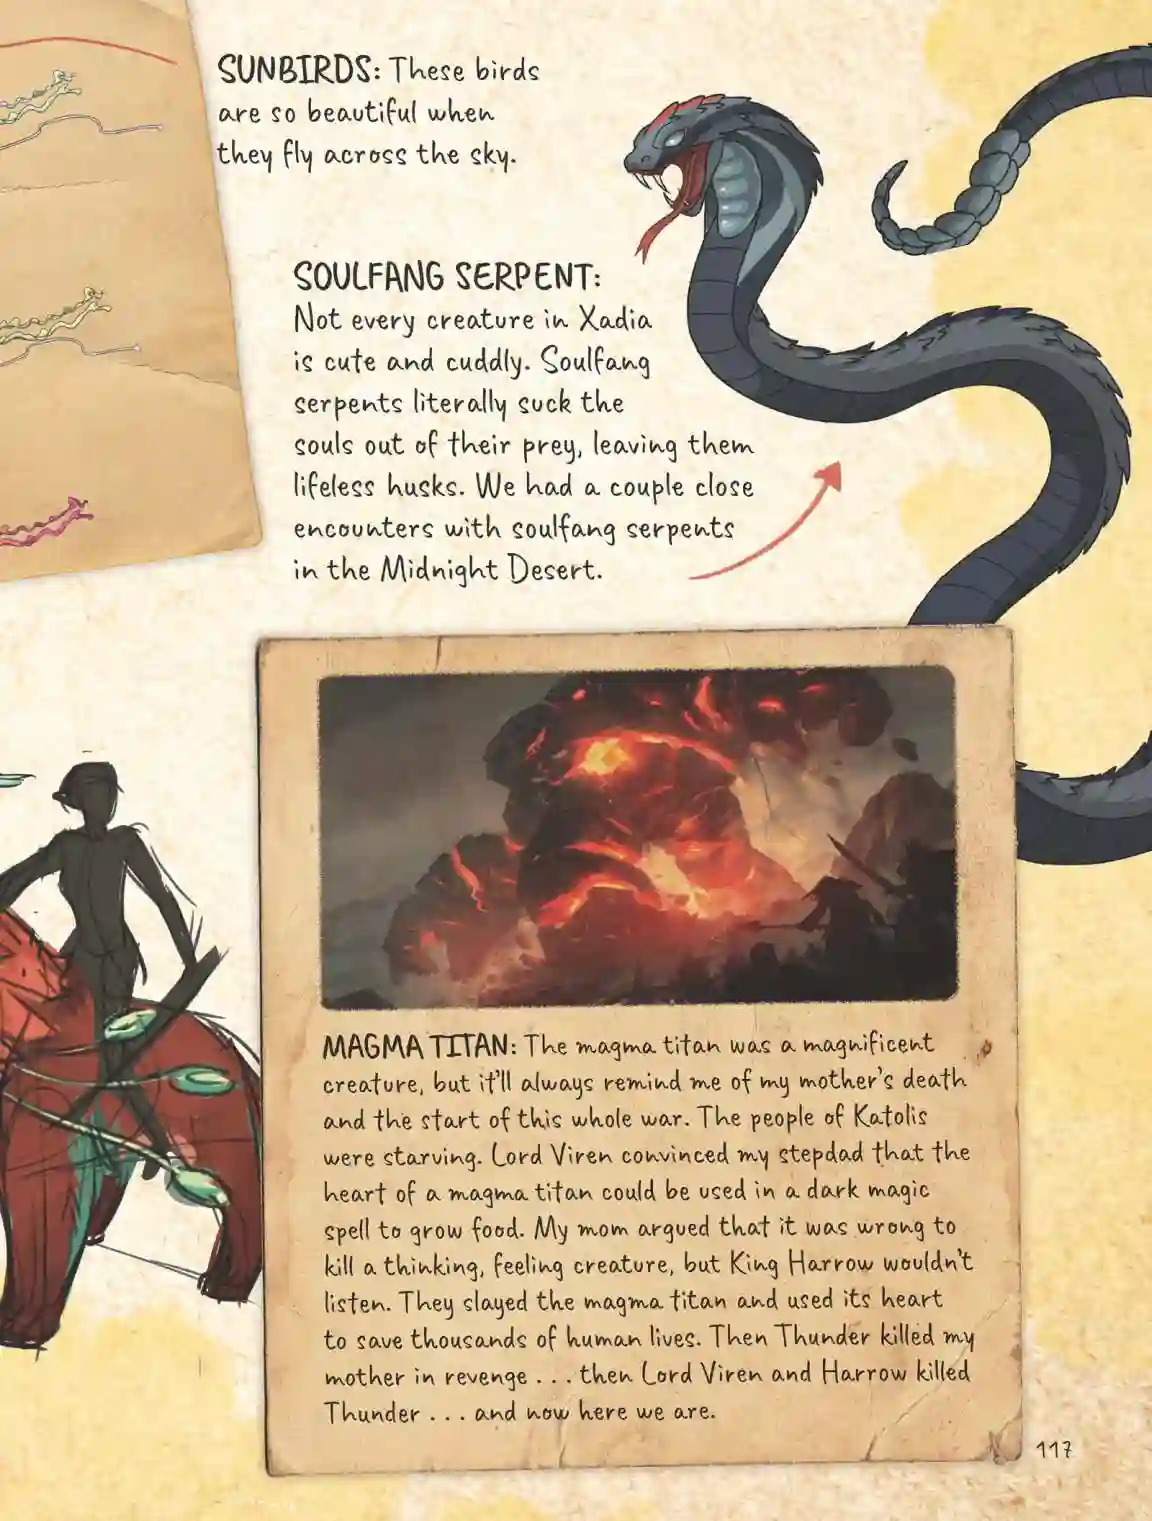 SUNBIRDS: These birds
are so beautiful when
they fly across the sky.
SOULFANG SERPENT:
Not every creature in Xadia
is cute and cuddly. Soulfang
serpents literally suck the
souls out of their prey, leaving them
lifeless husks. We had a couple close
encounters with soulfang serpents
in the Midnight Desert.
MAGMA TITAN: The magma titan was a magnificent
creature, but it'll always remind me of my mother's death
and the start of this whole war. The people of Katolis
were starving. Lord Viren convinced my stepdad that the
heart of a magma titan could be used in a dark magic
spell to grow food. My mom argued that it was wrong to
kill a thinking, feeling creature, but King Harrow wouldn't
listen. They slayed the magma titan and used its heart
to save thousands of human lives. Then Thunder killed my
mother in revenge . . . then Lord Viren and Harrow killed
Thunder . . . and now here we are.
117